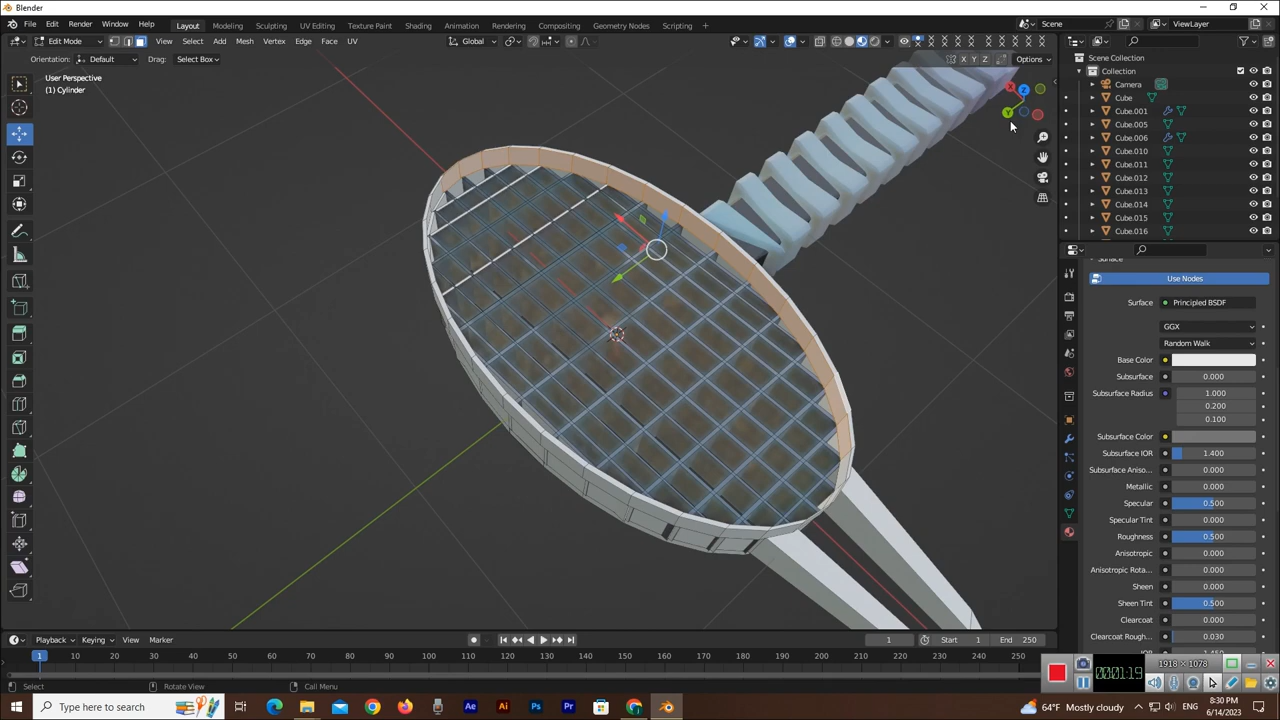 Blender
File Edit Render Window Help Layout Modeling Sculpting UV Editing Texture Paint Shading Animation Rendering Compositing Geometry Nodes Scripting + Scene ViewLayer
Edit Mode View Select Add Mesh Vertex Edge Face UV Global
Orientation: Default Drag: Select Box X Y Z Options
User Perspective
(1) Cylinder
X Z Y
Scene Collection
Collection
Camera
Cube
Cube.001
Cube.005
Cube.006
Cube.010
Cube.011
Cube.012
Cube.013
Cube.014
Cube.015
Cube.016
Use Nodes
Surface Principled BSDF
GGX
Random Walk
Base Color
Subsurface 0.000
Subsurface Radius 1.000
0.200
0.100
Subsurface Color
Subsurface IOR 1.400
Subsurface Aniso... 0.000
Metallic 0.000
Specular 0.500
Specular Tint 0.000
Roughness 0.500
Anisotropic 0.000
Anisotropic Rota... 0.000
Sheen 0.000
Sheen Tint 0.500
Clearcoat 0.000
Clearcoat Rough... 0.030
Playback Keying View Marker 1 Start 1 End 250
1 10 20 30 40 50 60 70 80 90 100 110 120 130 140 150 160 170 180 190 200 210 220 230 240 250
1918 × 1078
000:1:19
Select Rotate View Call Menu
Type here to search Ae Ai Ps Pr 64°F Mostly cloudy ENG 8:30 PM
6/14/2023